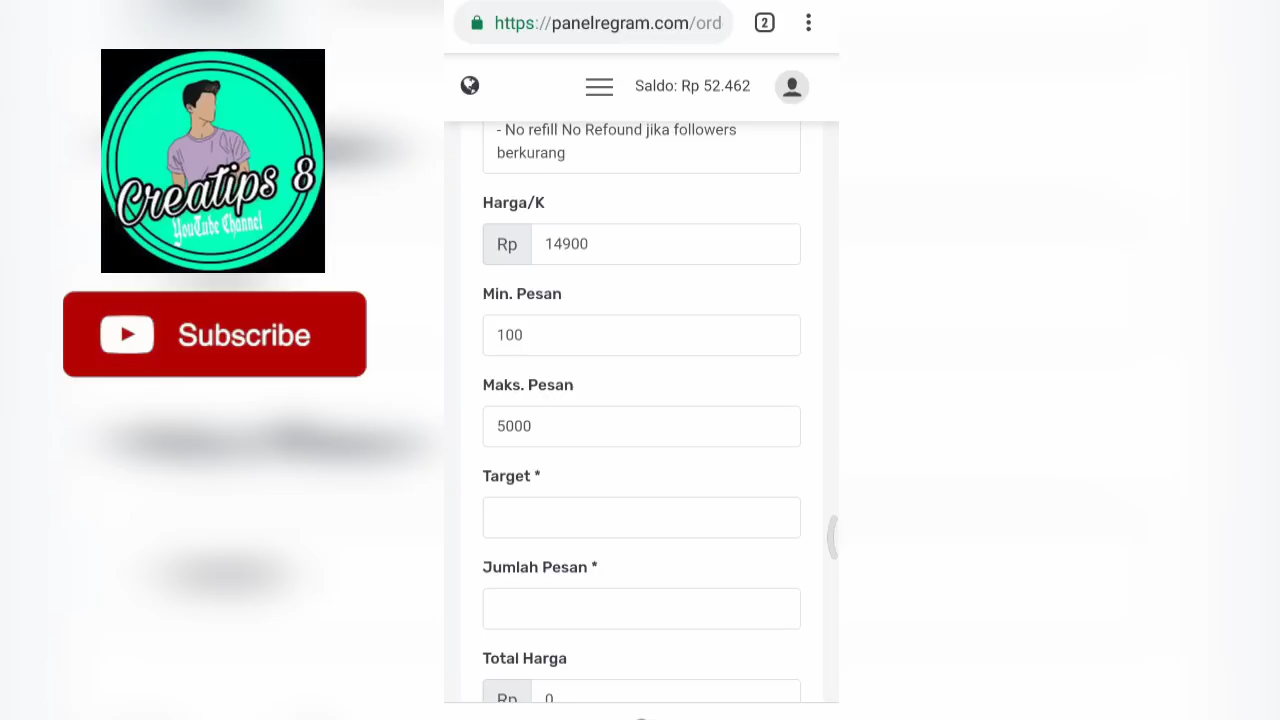 Creatips 8
YouTube Channel
Subscribe
https://panelregram.com/ord
2
Saldo: Rp 52.462
- No refill No Refound jika followers
berkurang
Harga/K
Rp 14900
Min. Pesan
100
Maks. Pesan
5000
Target *
Jumlah Pesan *
Total Harga
Rp 0